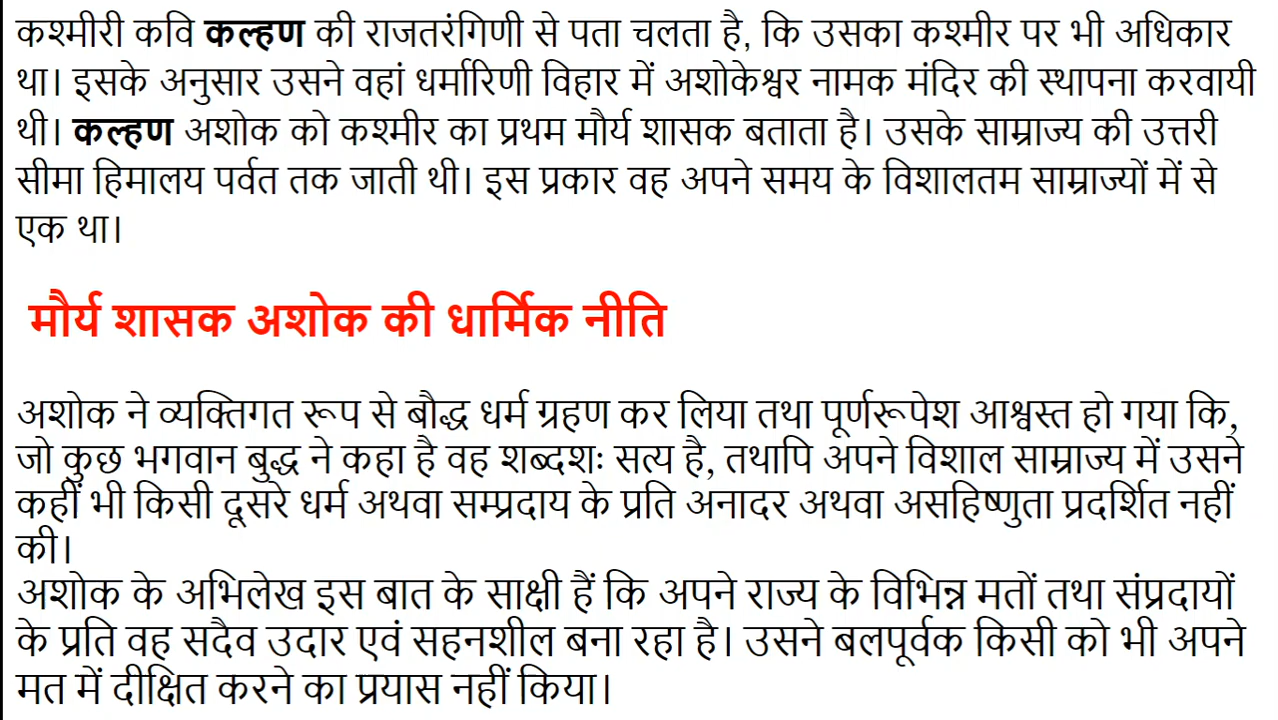 कश्मीरी कवि कल्हण की राजतरंगिणी से पता चलता है, कि उसका कश्मीर पर भी अधिकार
था। इसके अनुसार उसने वहां धर्मारिणी विहार में अशोकेश्वर नामक मंदिर की स्थापना करवायी
थी। कल्हण अशोक को कश्मीर का प्रथम मौर्य शासक बताता है। उसके साम्राज्य की उत्तरी
सीमा हिमालय पर्वत तक जाती थी। इस प्रकार वह अपने समय के विशालतम साम्राज्यों में से
एक था।
मौर्य शासक अशोक की धार्मिक नीति
अशोक ने व्यक्तिगत रूप से बौद्ध धर्म ग्रहण कर लिया तथा पूर्णरूपेश आश्वस्त हो गया कि,
जो कुछ भगवान बुद्ध ने कहा है वह शब्दशः सत्य है, तथापि अपने विशाल साम्राज्य में उसने
कहीं भी किसी दूसरे धर्म अथवा सम्प्रदाय के प्रति अनादर अथवा असहिष्णुता प्रदर्शित नहीं
की।
अशोक के अभिलेख इस बात के साक्षी हैं कि अपने राज्य के विभिन्न मतों तथा संप्रदायों
के प्रति वह सदैव उदार एवं सहनशील बना रहा है। उसने बलपूर्वक किसी को भी अपने
मत में दीक्षित करने का प्रयास नहीं किया।